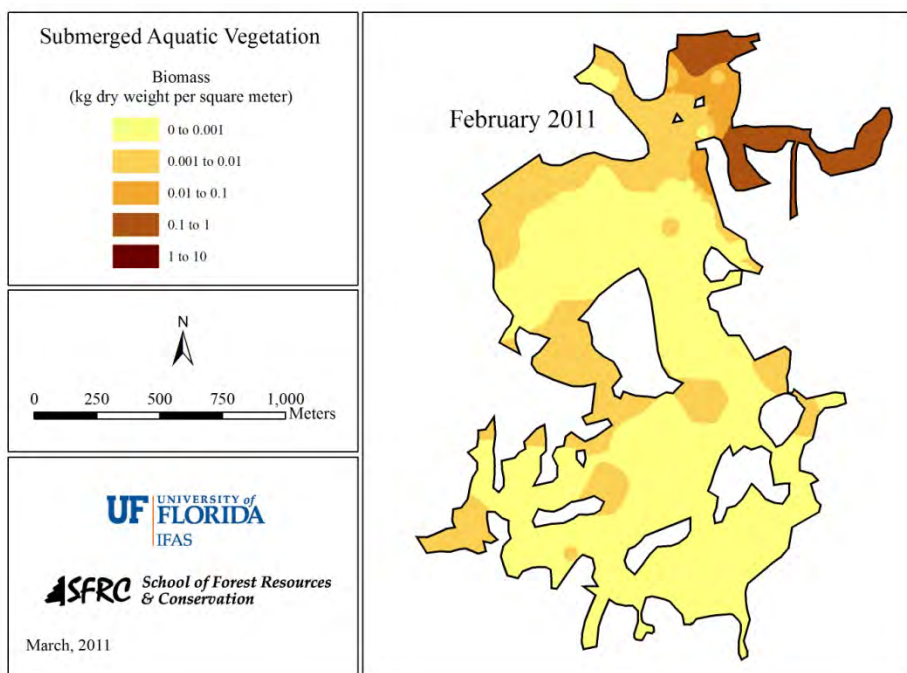 Submerged Aquatic Vegetation
Biomass
(kg dry weight per square meter)
0 to 0.001
0.001 to 0.01
0.01 to 0.1
0.1 to 1
1 to 10
N
0 250 500 750 1,000
Meters
UF UNIVERSITY of
FLORIDA
IFAS
SFRC School of Forest Resources
& Conservation
March, 2011
February 2011